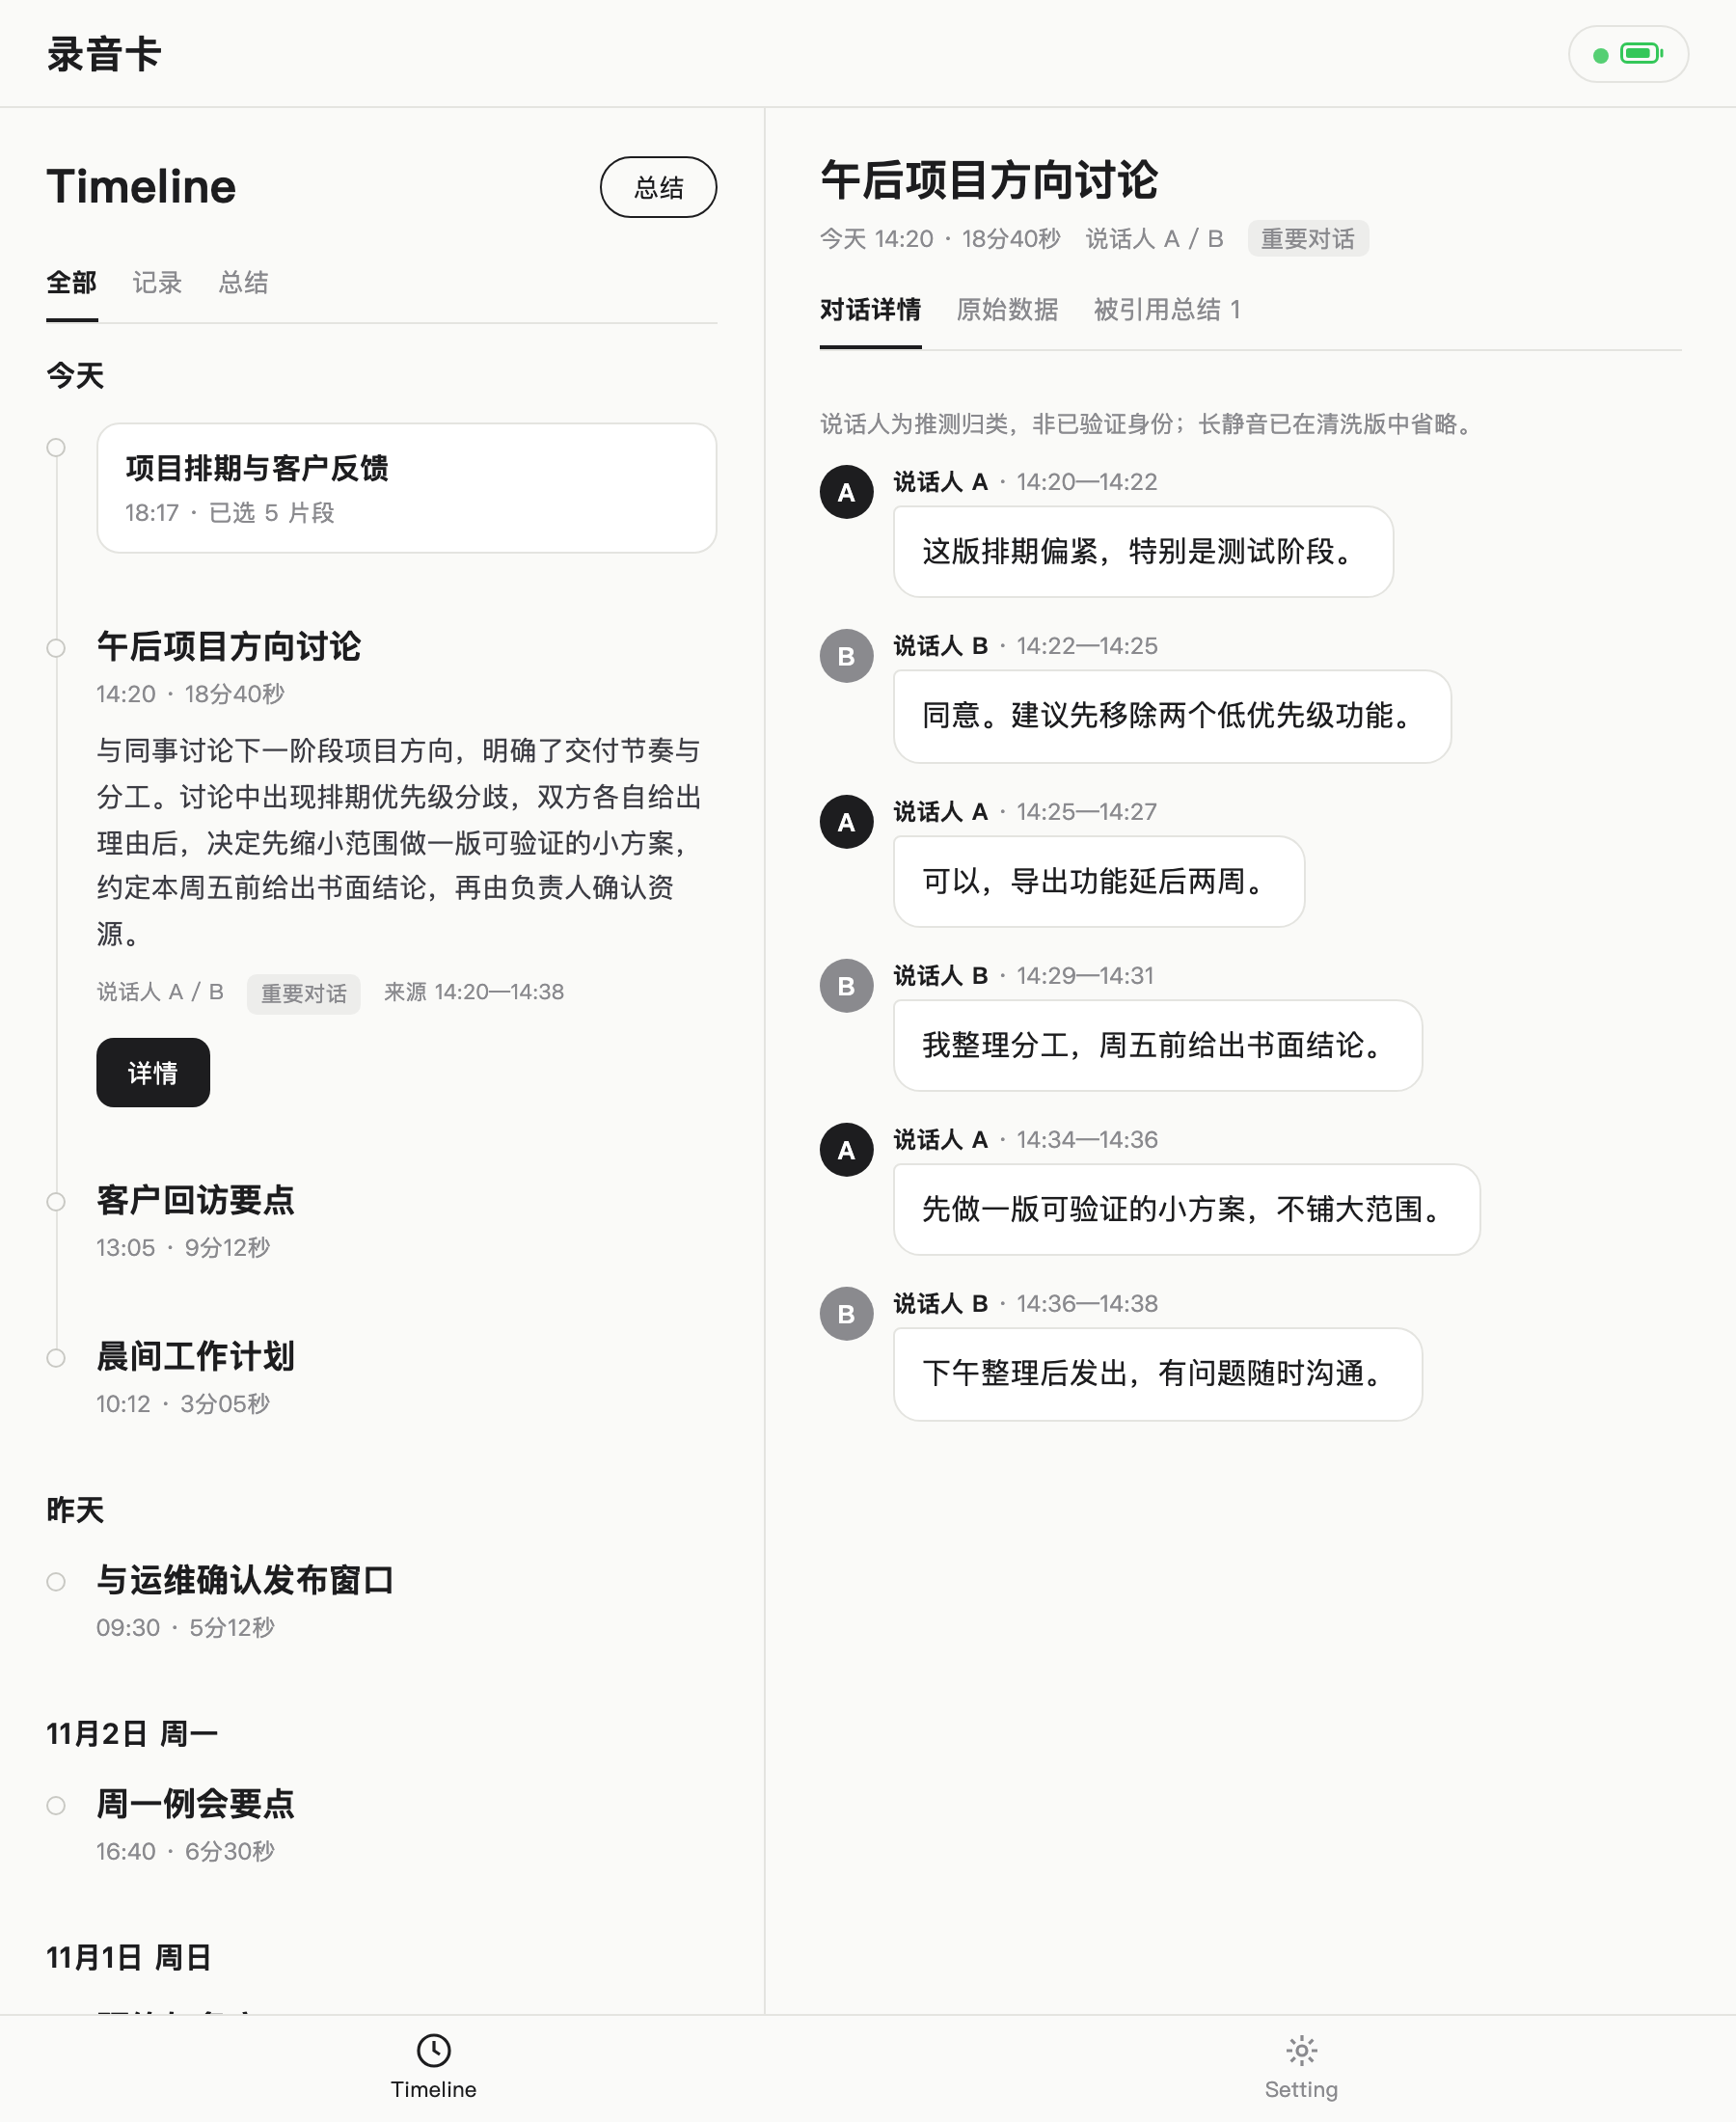 录音卡
Timeline
总结
全部 记录 总结
今天
项目排期与客户反馈
18:17 · 已选 5 片段
午后项目方向讨论
14:20 · 18分40秒
与同事讨论下一阶段项目方向，明确了交付节奏与
分工。讨论中出现排期优先级分歧，双方各自给出
理由后，决定先缩小范围做一版可验证的小方案，
约定本周五前给出书面结论，再由负责人确认资
源。
说话人 A / B 重要对话 来源 14:20—14:38
详情
客户回访要点
13:05 · 9分12秒
晨间工作计划
10:12 · 3分05秒
昨天
与运维确认发布窗口
09:30 · 5分12秒
11月2日 周一
周一例会要点
16:40 · 6分30秒
11月1日 周日
午后项目方向讨论
今天 14:20 · 18分40秒 说话人 A / B 重要对话
对话详情 原始数据 被引用总结 1
说话人为推测归类，非已验证身份；长静音已在清洗版中省略。
A 说话人 A · 14:20—14:22
这版排期偏紧，特别是测试阶段。
B 说话人 B · 14:22—14:25
同意。建议先移除两个低优先级功能。
A 说话人 A · 14:25—14:27
可以，导出功能延后两周。
B 说话人 B · 14:29—14:31
我整理分工，周五前给出书面结论。
A 说话人 A · 14:34—14:36
先做一版可验证的小方案，不铺大范围。
B 说话人 B · 14:36—14:38
下午整理后发出，有问题随时沟通。
Timeline
Setting